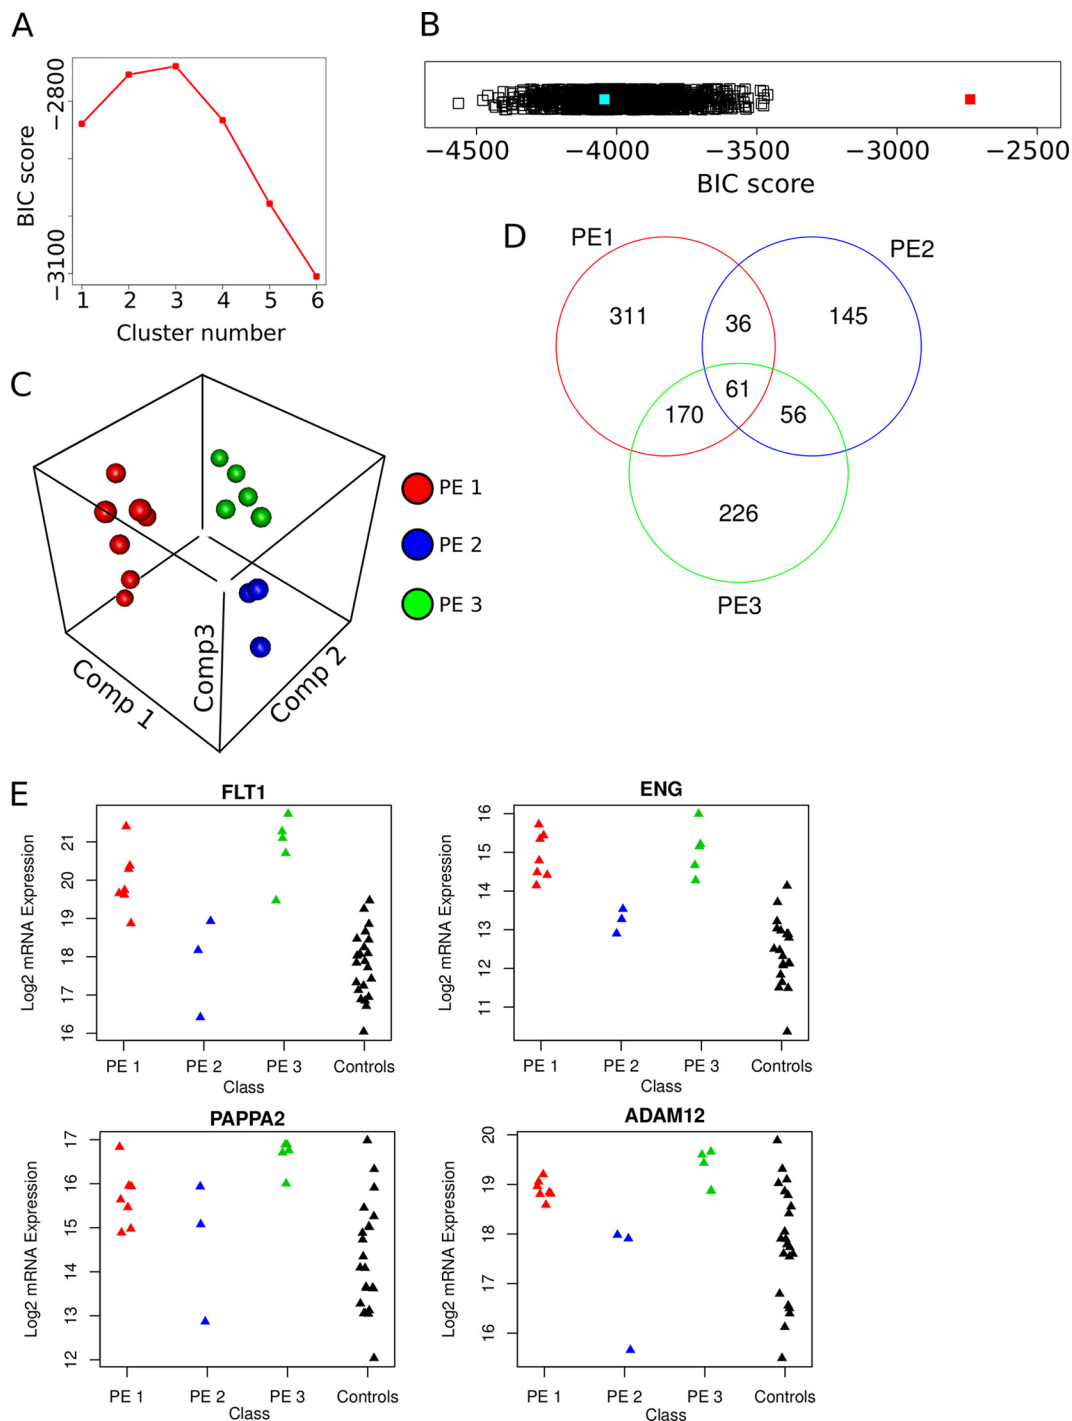 A
BIC score
−2800
−3100
1 2 3 4 5 6
Cluster number
B
−4500 −4000 −3500 −3000 −2500
BIC score
C
Comp 1
Comp3
Comp 2
PE 1
PE 2
PE 3
D
PE1
PE2
311
36
145
61
170
56
226
PE3
E
FLT1
Log2 mRNA Expression
21
20
19
18
17
16
PE 1 PE 2 PE 3 Controls
Class
ENG
Log2 mRNA Expression
16
15
14
13
12
11
PE 1 PE 2 PE 3 Controls
Class
PAPPA2
Log2 mRNA Expression
17
16
15
14
13
12
PE 1 PE 2 PE 3 Controls
Class
ADAM12
Log2 mRNA Expression
20
19
18
17
16
PE 1 PE 2 PE 3 Controls
Class